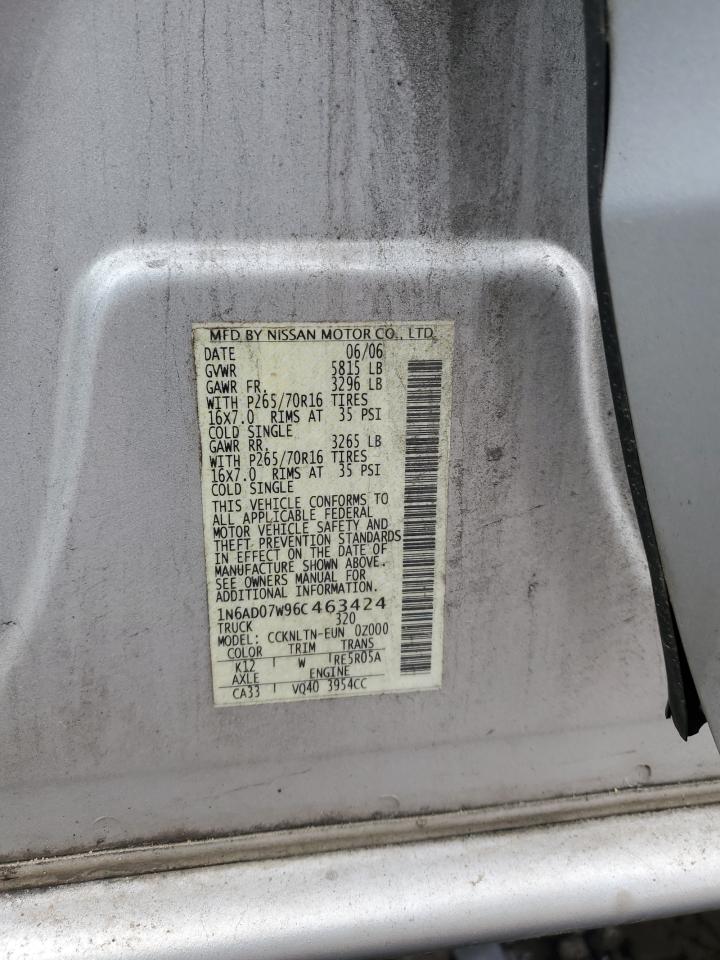 MFD BY NISSAN MOTOR CO., LTD.
DATE 06/06
GVWR 5815 LB
GAWR FR. 3296 LB
WITH P265/70R16 TIRES
16x7.0 RIMS AT 35 PSI
COLD SINGLE
GAWR RR. 3265 LB
WITH P265/70R16 TIRES
16x7.0 RIMS AT 35 PSI
COLD SINGLE
THIS VEHICLE CONFORMS TO
ALL APPLICABLE FEDERAL
MOTOR VEHICLE SAFETY AND
THEFT PREVENTION STANDARDS
IN EFFECT ON THE DATE OF
MANUFACTURE SHOWN ABOVE.
SEE OWNERS MANUAL FOR
ADDITIONAL INFORMATION.
1N6AD07W96C463424
TRUCK 320
MODEL: CCKNLTN-EUN 0Z000
COLOR TRIM TRANS
K12 W RE5R05A
AXLE ENGINE
CA33 VQ40 3954CC